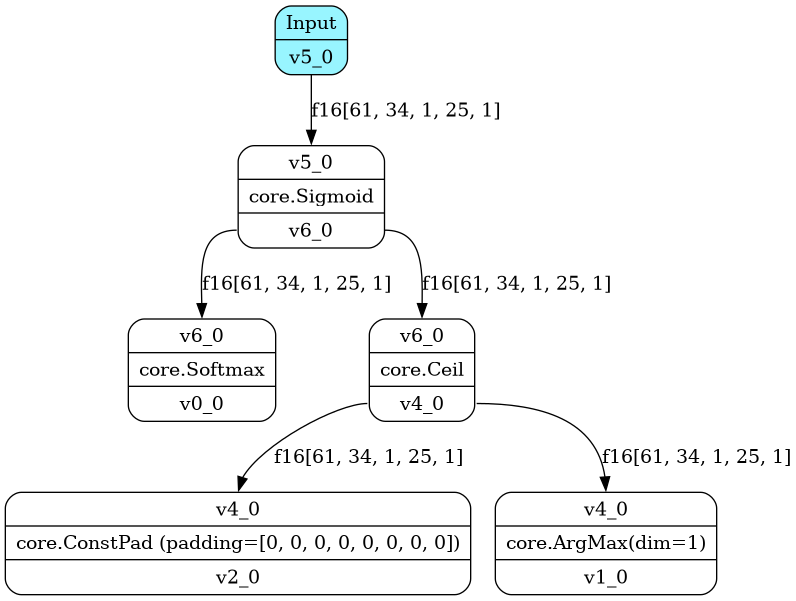 Input
v5_0
f16[61, 34, 1, 25, 1]
v5_0
core.Sigmoid
v6_0
f16[61, 34, 1, 25, 1]
f16[61, 34, 1, 25, 1]
v6_0
core.Softmax
v0_0
v6_0
core.Ceil
v4_0
f16[61, 34, 1, 25, 1]
f16[61, 34, 1, 25, 1]
v4_0
core.ConstPad (padding=[0, 0, 0, 0, 0, 0, 0, 0])
v2_0
v4_0
core.ArgMax(dim=1)
v1_0